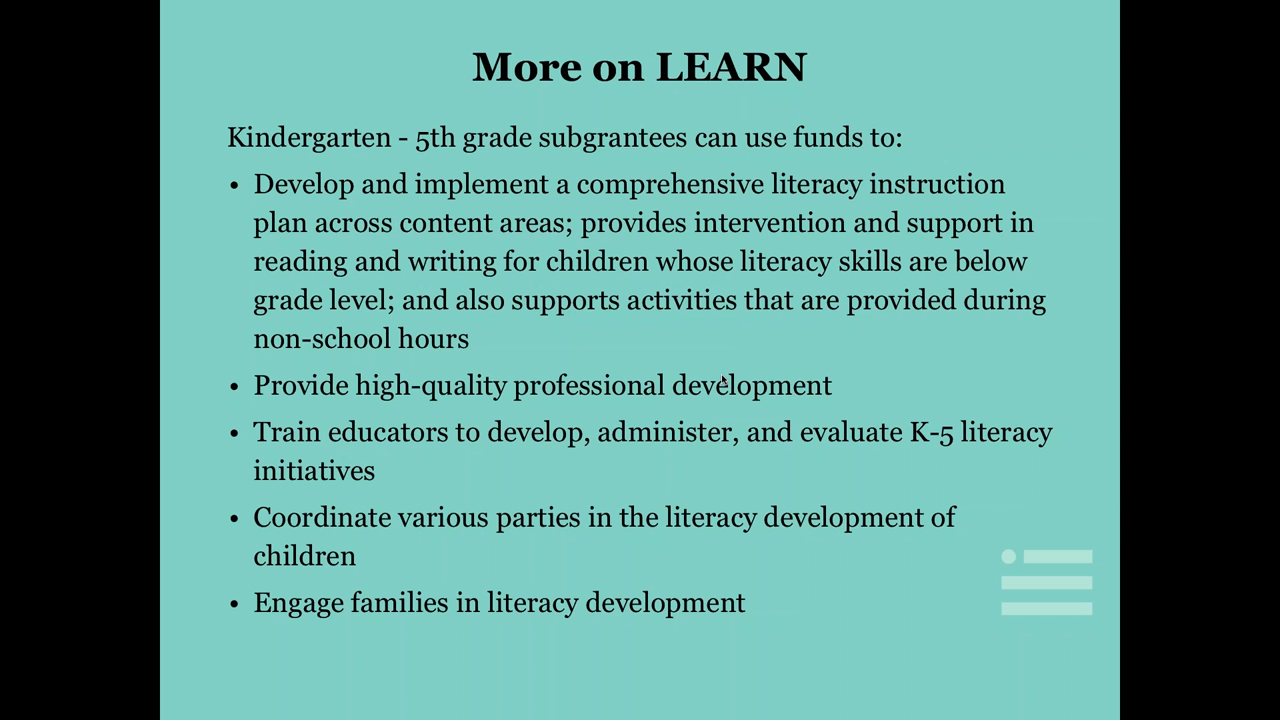 More on LEARN
Kindergarten - 5th grade subgrantees can use funds to:
• Develop and implement a comprehensive literacy instruction
plan across content areas; provides intervention and support in
reading and writing for children whose literacy skills are below
grade level; and also supports activities that are provided during
non-school hours
• Provide high-quality professional development
• Train educators to develop, administer, and evaluate K-5 literacy
initiatives
• Coordinate various parties in the literacy development of
children
• Engage families in literacy development